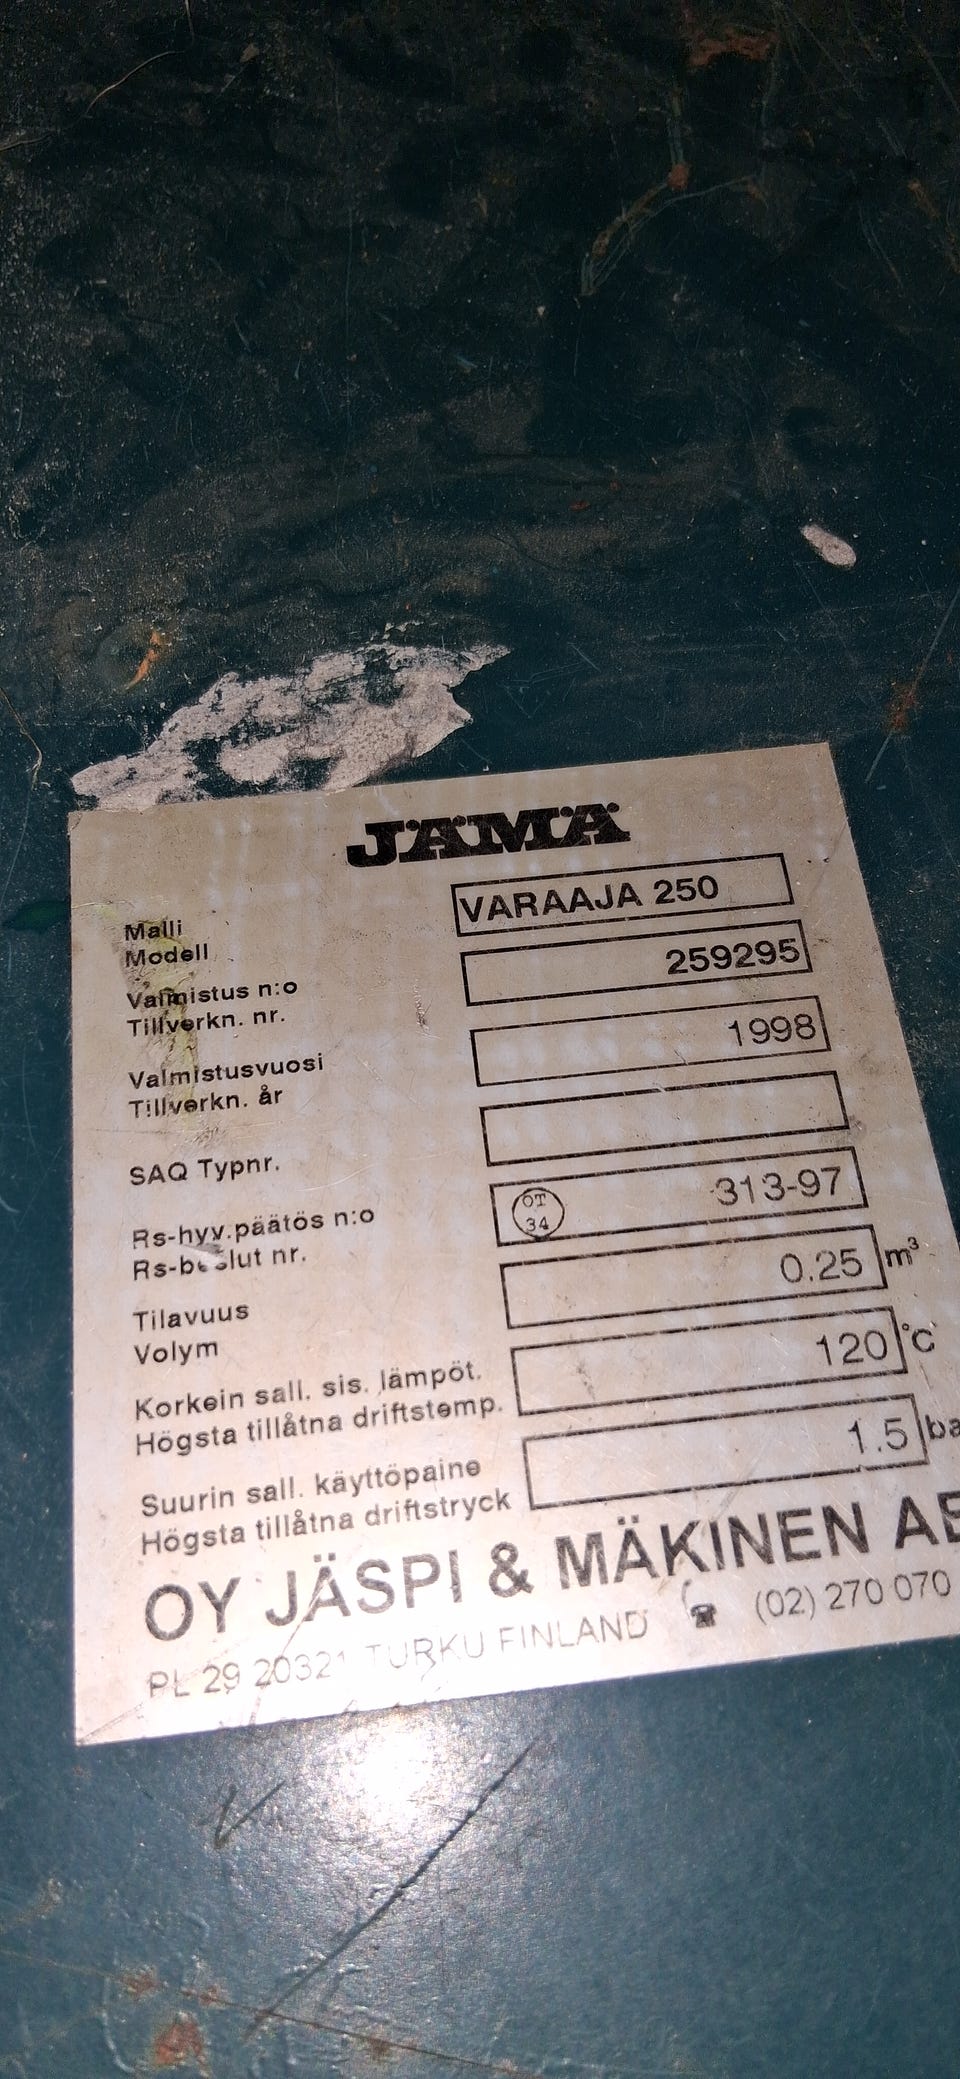 JÄMÄ
Malli
Modell
VARAAJA 250
Valmistus n:o
Tillverkn. nr.
259295
Valmistusvuosi
Tillverkn. år
1998
SAQ Typnr.
Rs-hyv.päätös n:o
Rs-beslut nr.
OT
34
313-97
Tilavuus
Volym
0.25 m³
Korkein sall. sis. lämpöt.
Högsta tillåtna driftstemp.
120 °C
Suurin sall. käyttöpaine
Högsta tillåtna driftstryck
1.5
OY JÄSPI & MÄKINEN
PL 29 20321 TURKU FINLAND (02) 270 070